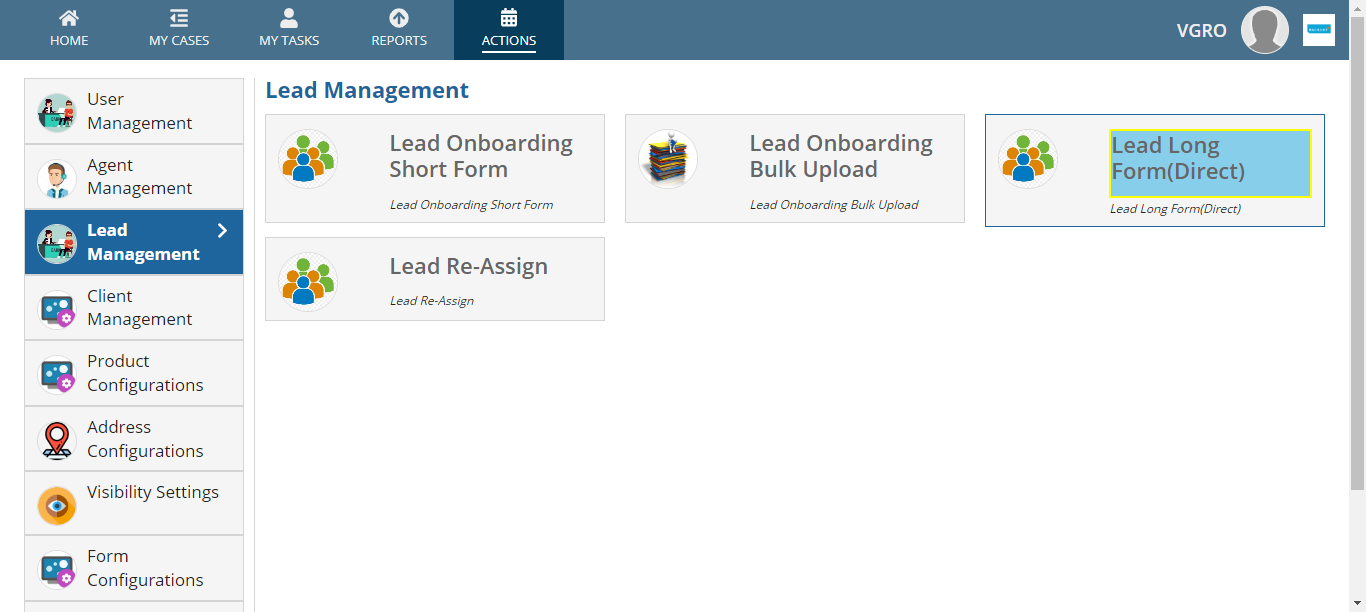 HOME
MY CASES
MY TASKS
REPORTS
ACTIONS
VGRO
User
Management
Agent
Management
Lead
Management
Client
Management
Product
Configurations
Address
Configurations
Visibility Settings
Form
Configurations
Lead Management
Lead Onboarding
Short Form
Lead Onboarding Short Form
Lead Onboarding
Bulk Upload
Lead Onboarding Bulk Upload
Lead Long
Form(Direct)
Lead Long Form(Direct)
Lead Re-Assign
Lead Re-Assign